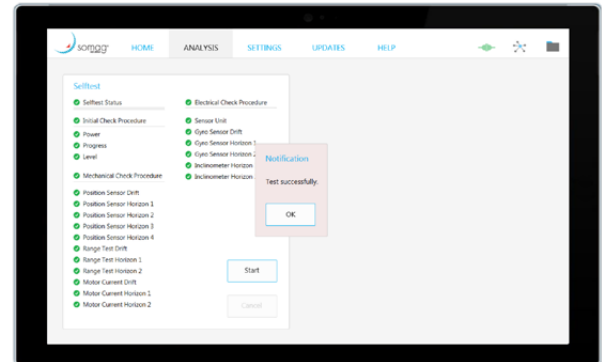 somag
HOME
ANALYSIS
SETTINGS
UPDATES
HELP
Selftest
Selftest Status
Initial Check Procedure
Power
Progress
Level
Mechanical Check Procedure
Position Sensor Drift
Position Sensor Horizon 1
Position Sensor Horizon 2
Position Sensor Horizon 3
Position Sensor Horizon 4
Range Test Drift
Range Test Horizon 1
Range Test Horizon 2
Motor Current Drift
Motor Current Horizon 1
Motor Current Horizon 2
Electrical Check Procedure
Sensor Unit
Gyro Sensor Drift
Gyro Sensor Horizon 1
Gyro Sensor Horizon 2
Inclinometer Horizon
Inclinometer Horizon
Notification
Test successfully.
OK
Start
Cancel